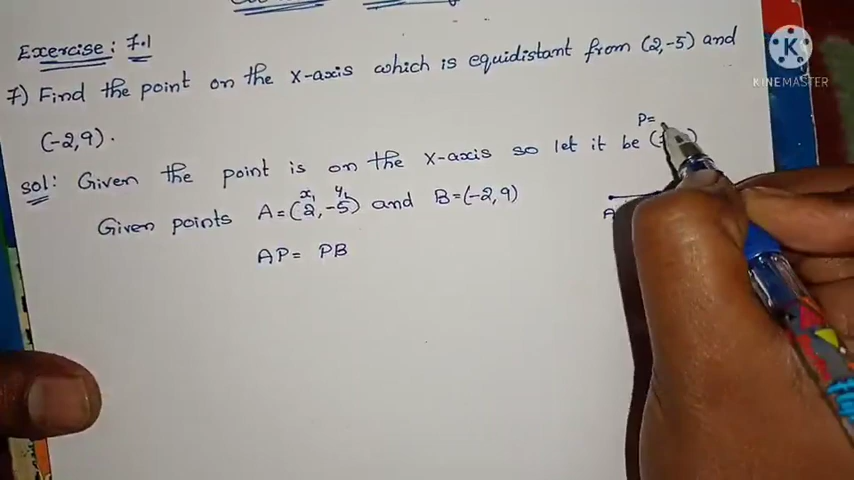 Exercise: 7.1
7) Find the point on the x-axis which is equidistant from (2,-5) and
(-2,9).
P=
sol: Given the point is on the x-axis so let it be
x₁ y₁
Given points A=(2,-5) and B=(-2,9)
A
AP= PB
K
KINEMASTER